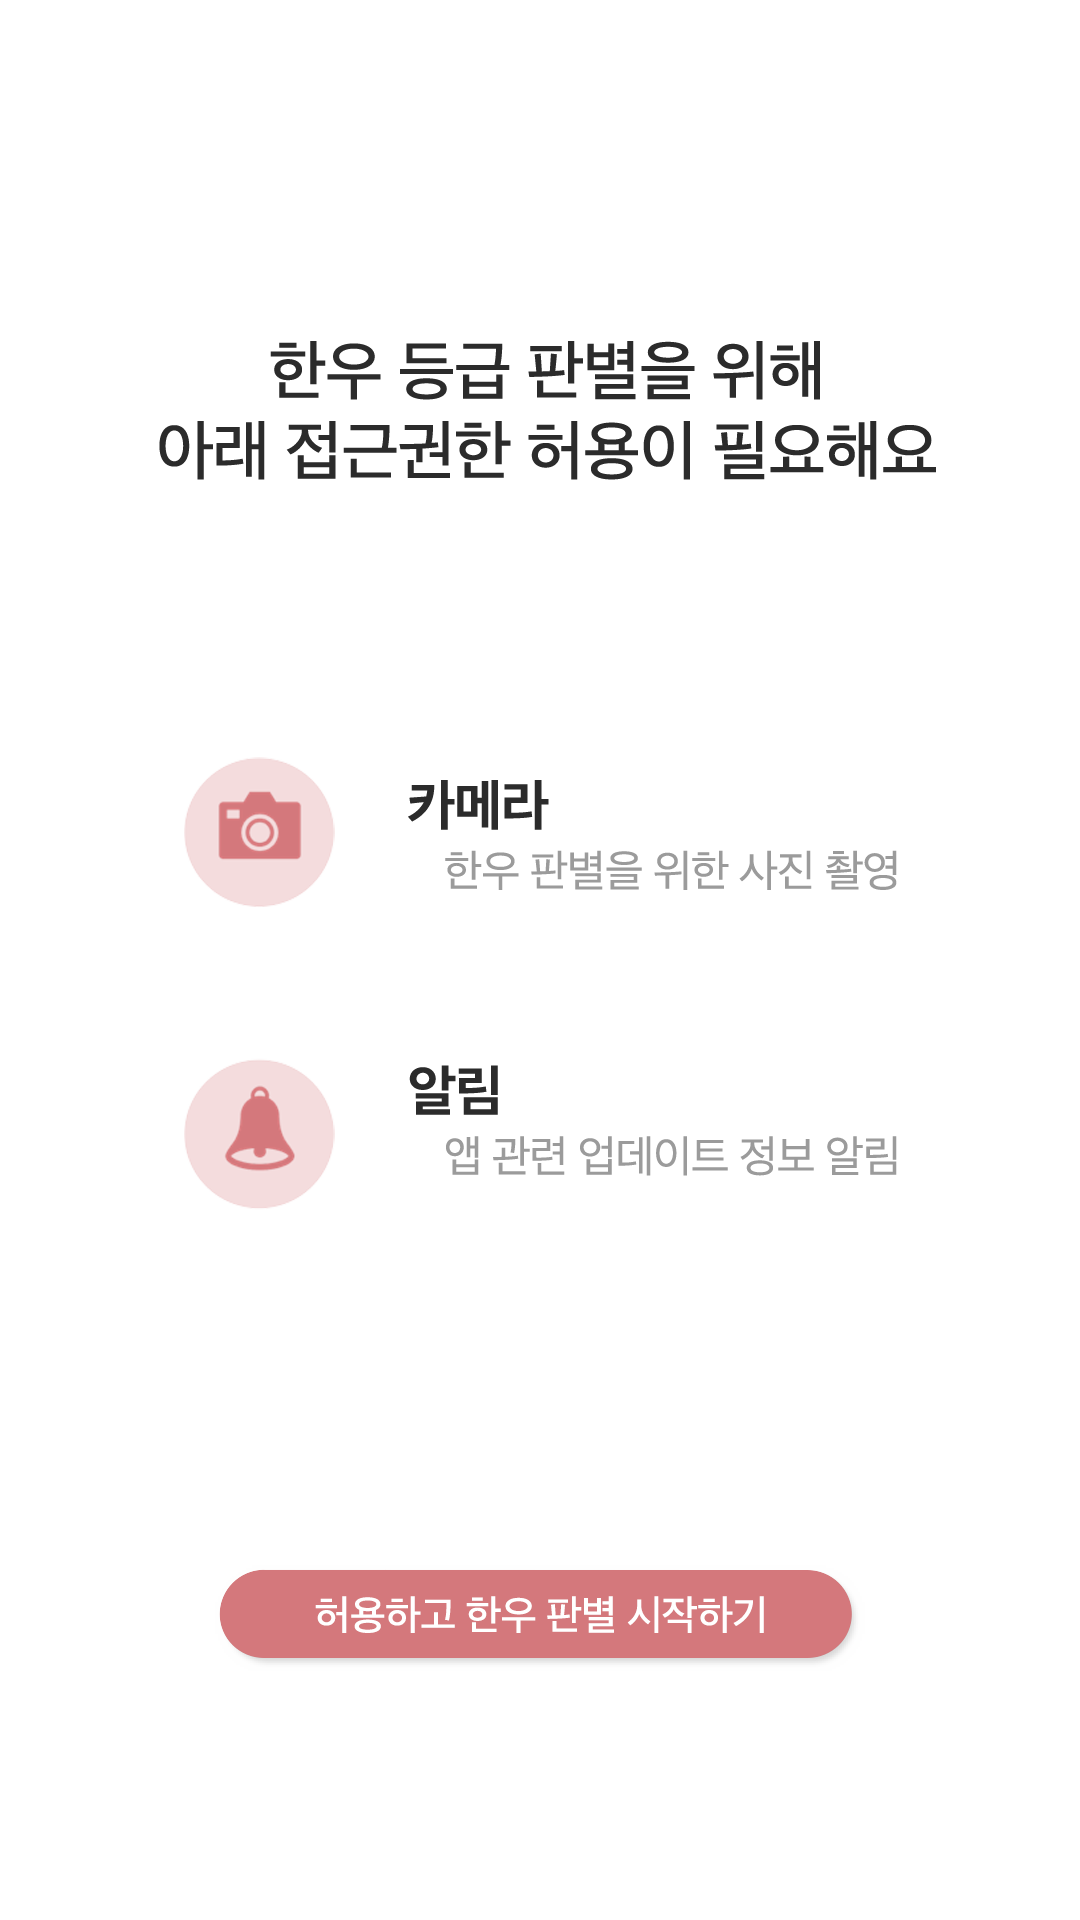 한우 등급 판별을 위해
아래 접근권한 허용이 필요해요
카메라
한우 판별을 위한 사진 촬영
알림
앱 관련 업데이트 정보 알림
허용하고 한우 판별 시작하기